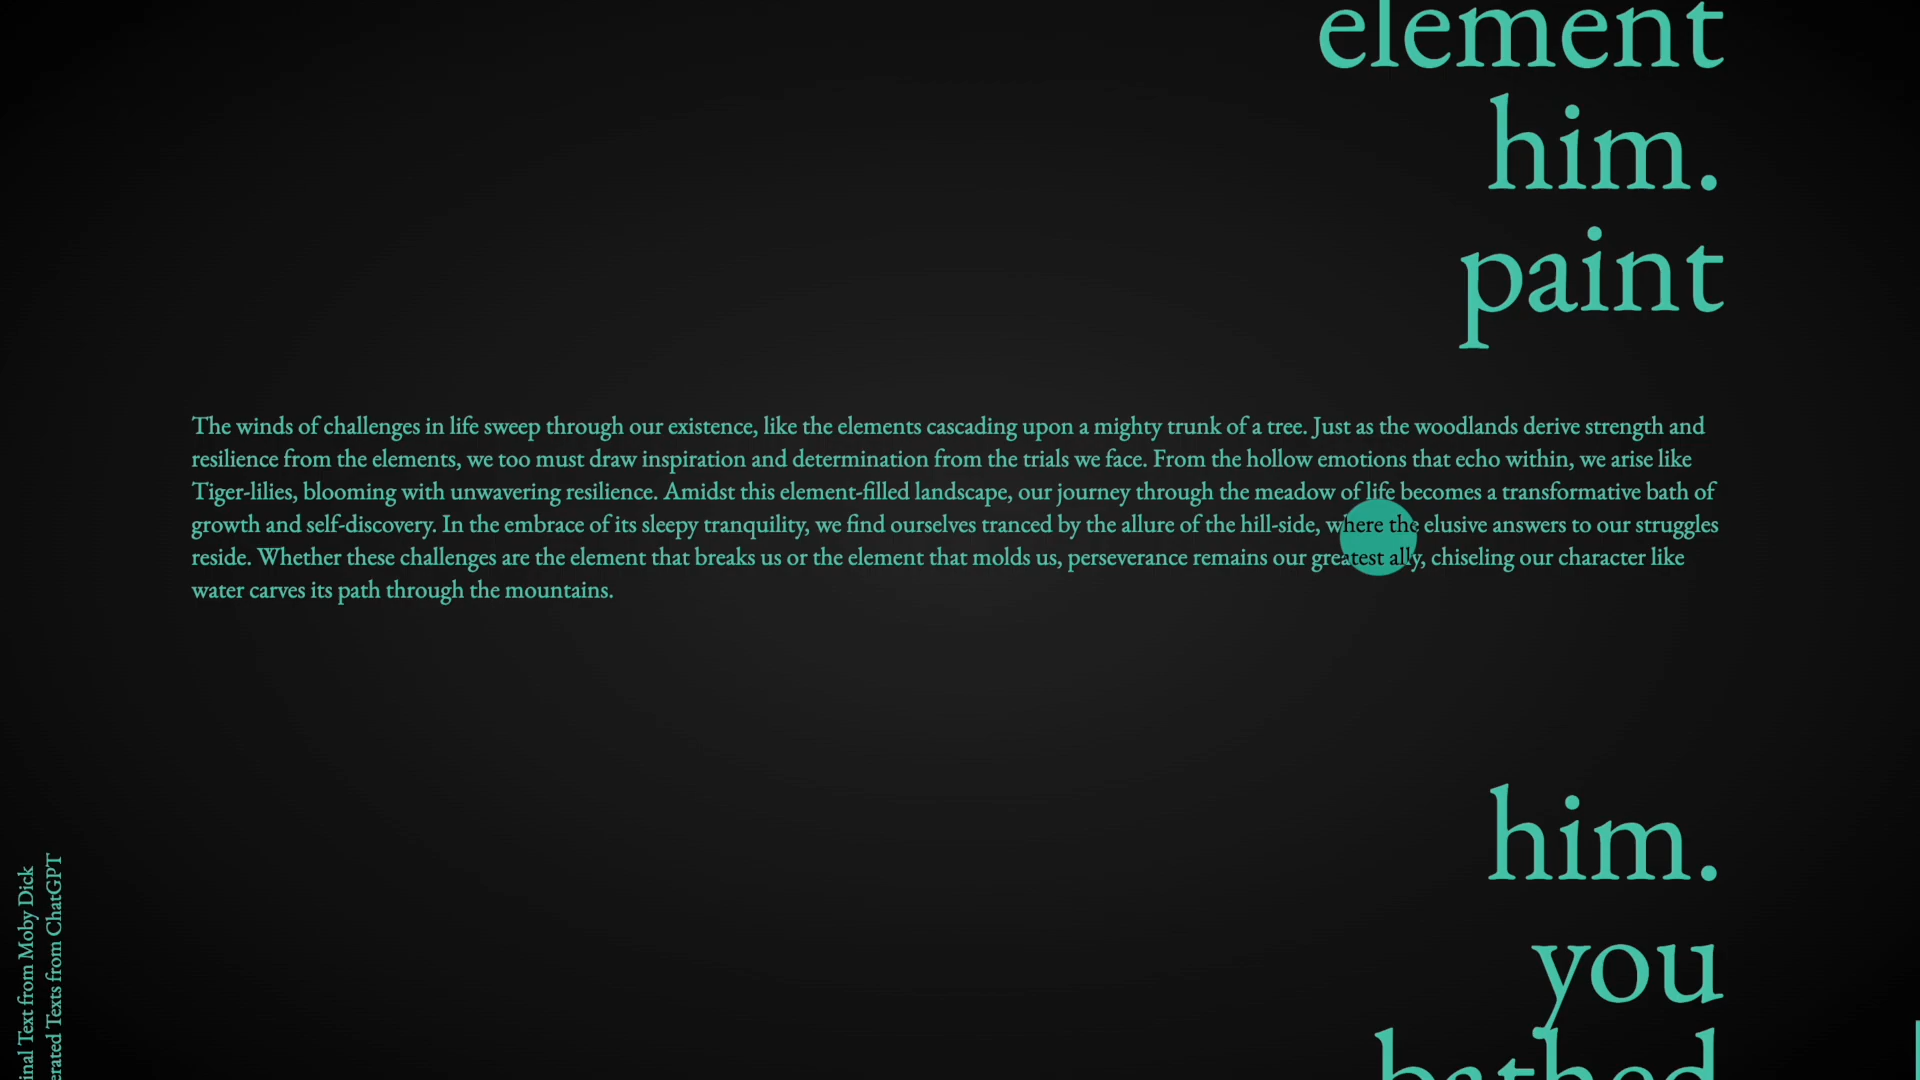 element
him.
paint
The winds of challenges in life sweep through our existence, like the elements cascading upon a mighty trunk of a tree. Just as the woodlands derive strength and
resilience from the elements, we too must draw inspiration and determination from the trials we face. From the hollow emotions that echo within, we arise like
Tiger-lilies, blooming with unwavering resilience. Amidst this element-filled landscape, our journey through the meadow of life becomes a transformative bath of
growth and self-discovery. In the embrace of its sleepy tranquility, we find ourselves tranced by the allure of the hill-side, where the elusive answers to our struggles
reside. Whether these challenges are the element that breaks us or the element that molds us, perseverance remains our greatest ally, chiseling our character like
water carves its path through the mountains.
him.
you
bathed
inal Text from Moby Dick
erated Texts from ChatGPT